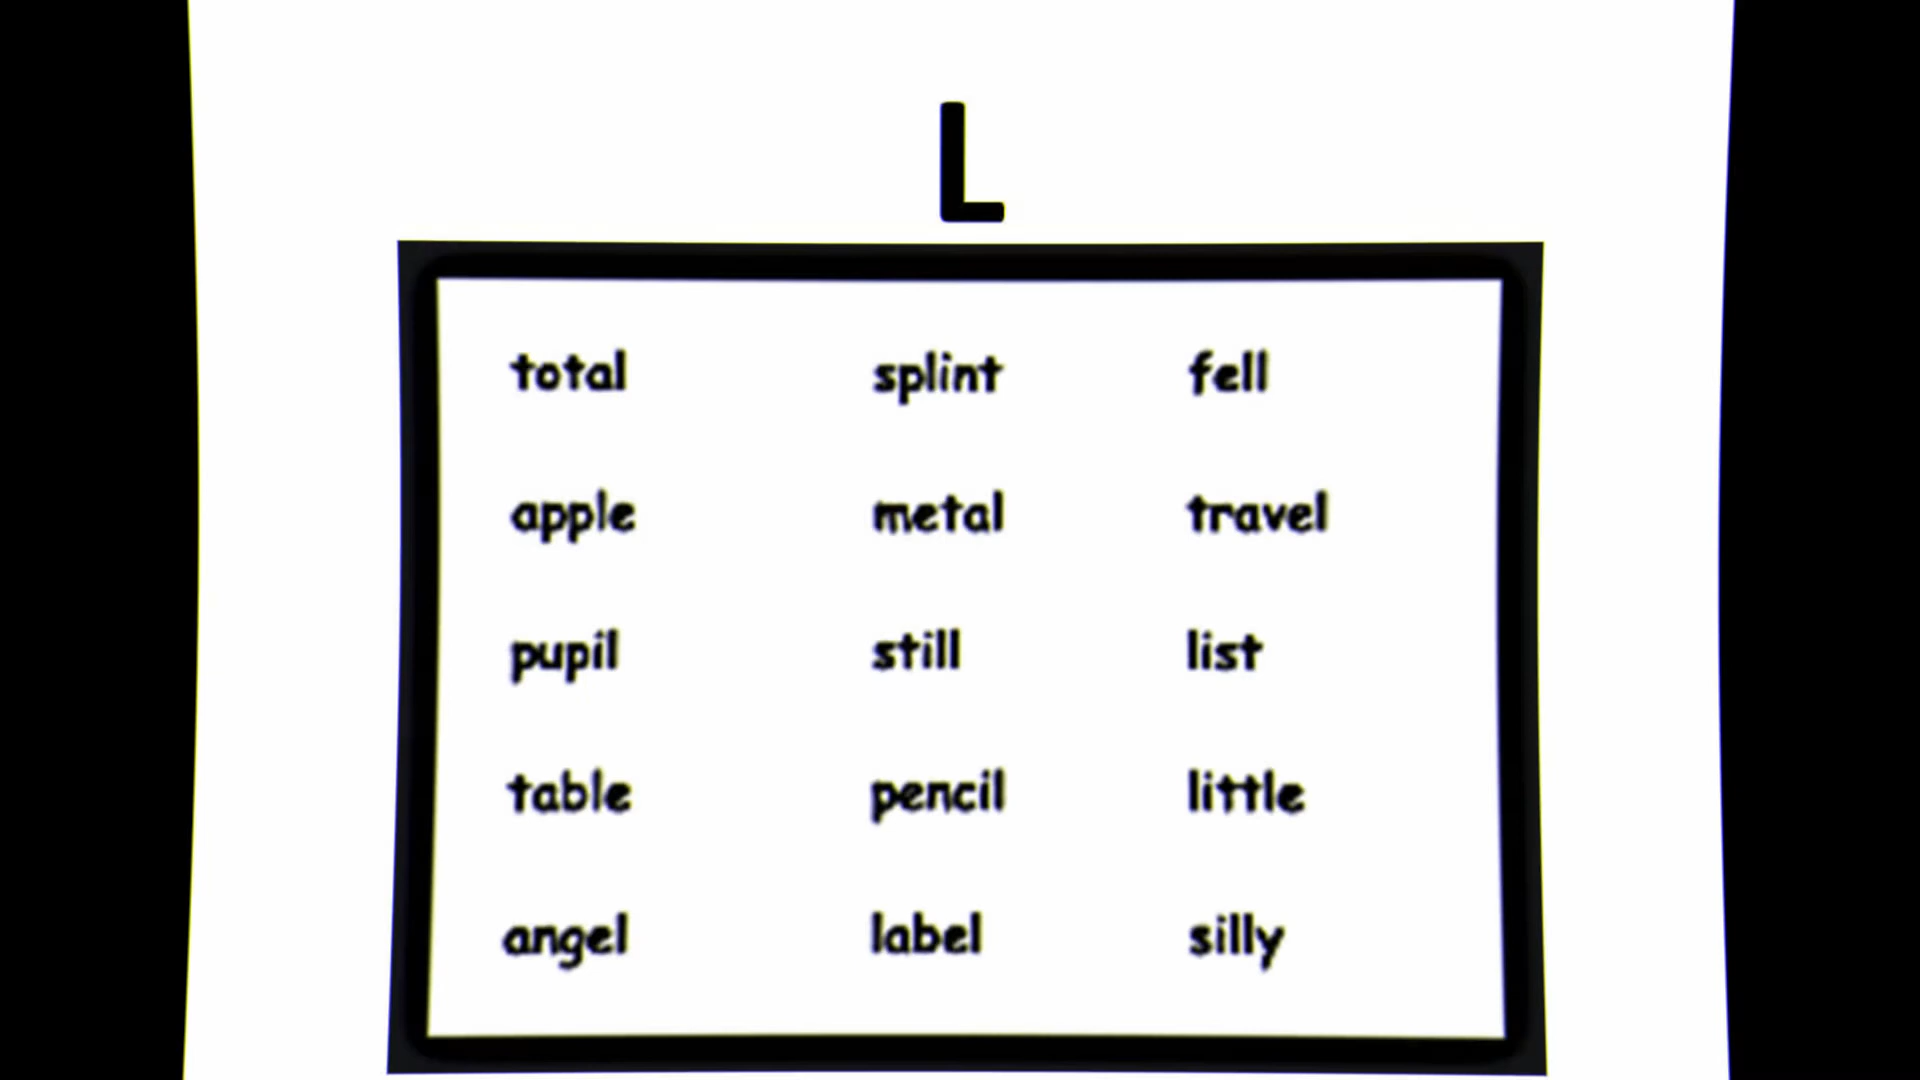 L
total splint fell
apple metal travel
pupil still list
table pencil little
angel label silly